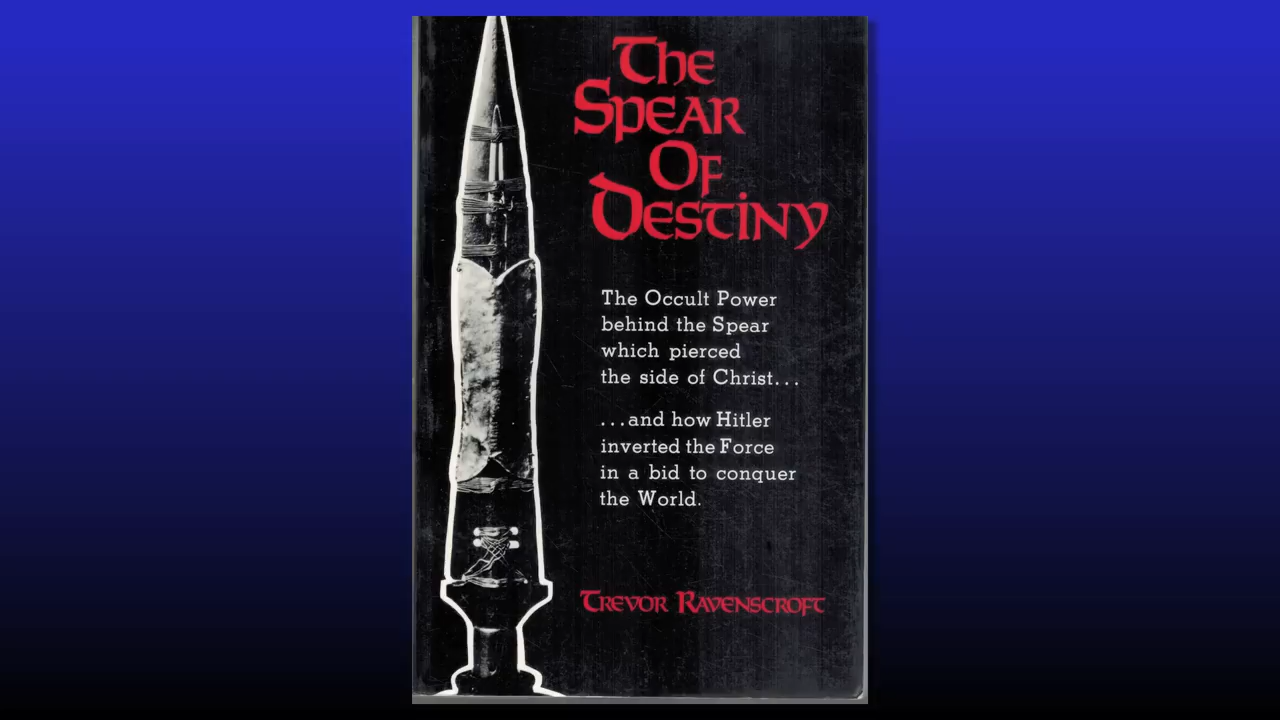 The
Spear
Of
Destiny
The Occult Power
behind the Spear
which pierced
the side of Christ...
...and how Hitler
inverted the Force
in a bid to conquer
the World.
Trevor Ravenscroft